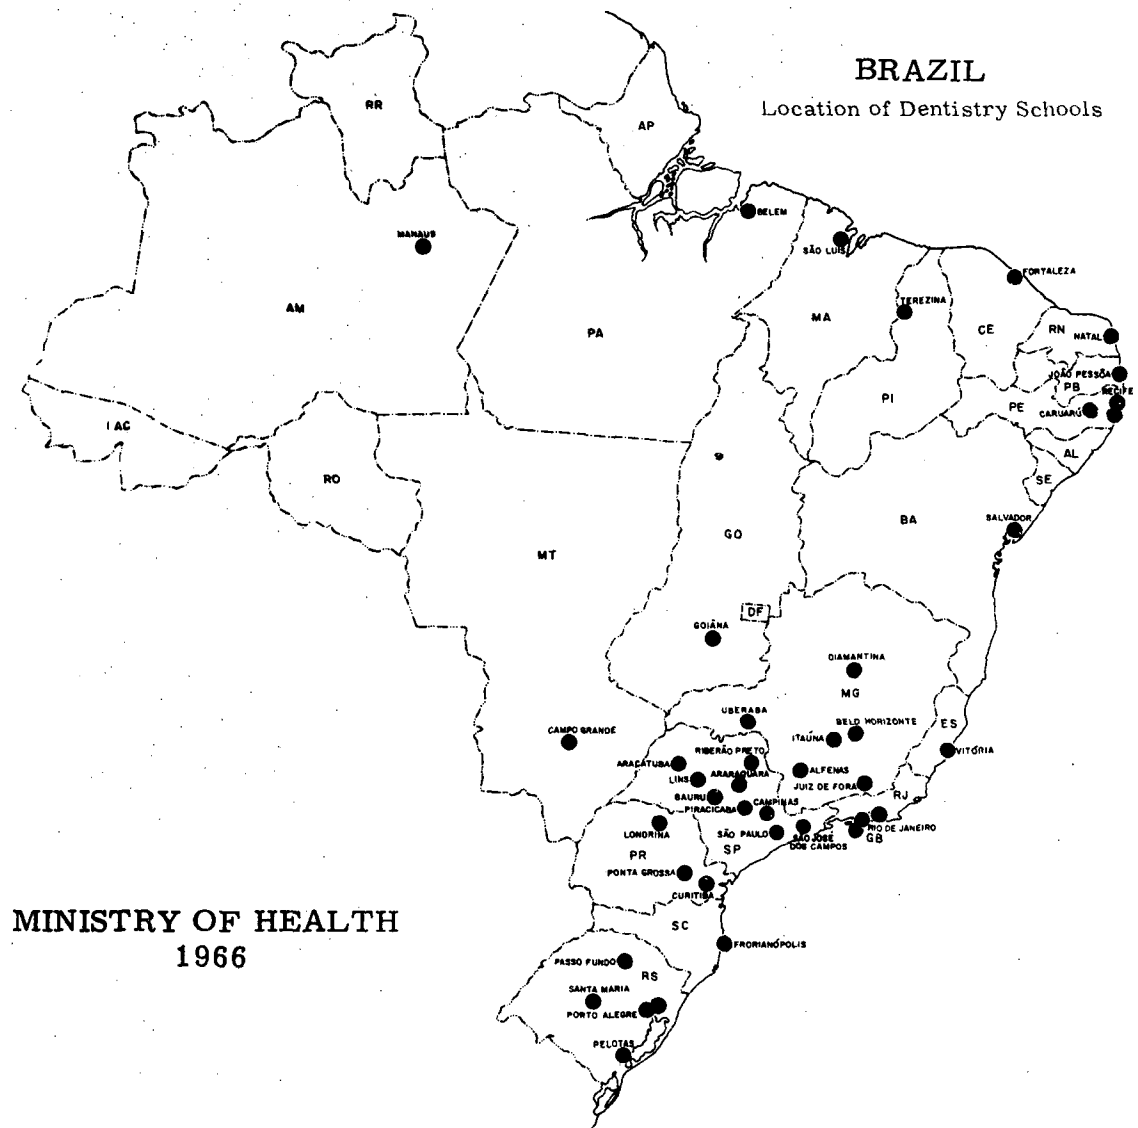 BRAZIL
Location of Dentistry Schools
RR
AP
BELEM
MANAUS
SÃO LUIS
FORTALEZA
TEREZINA
AM
MA
PA
CE
RN
NATAL
JOÃO PESSÔA
PB
RECIFE
PI
PE
CARUARÚ
AC
AL
RO
SE
BA
SALVADOR
GO
MT
DF
GOIÂNA
DIAMANTINA
MG
UBERABA
BELO HORIZONTE
ES
CAMPO GRANDE
ITAÚNA
VITÓRIA
RIBERÃO PRETO
ARAÇATUBA
ARARAQUARA
ALFENAS
LINS
JUIZ DE FORA
RJ
BAURU
CAMPINAS
PIRACICABA
RIO DE JANEIRO
LONDRINA
SÃO PAULO
SÃO JOSE
DOS CAMPOS
GB
SP
PR
PONTA GROSSA
CURITIBA
MINISTRY OF HEALTH
1966
SC
FRORIANÓPOLIS
PASSO FUNDO
RS
SANTA MARIA
PORTO ALEGRE
PELOTAS